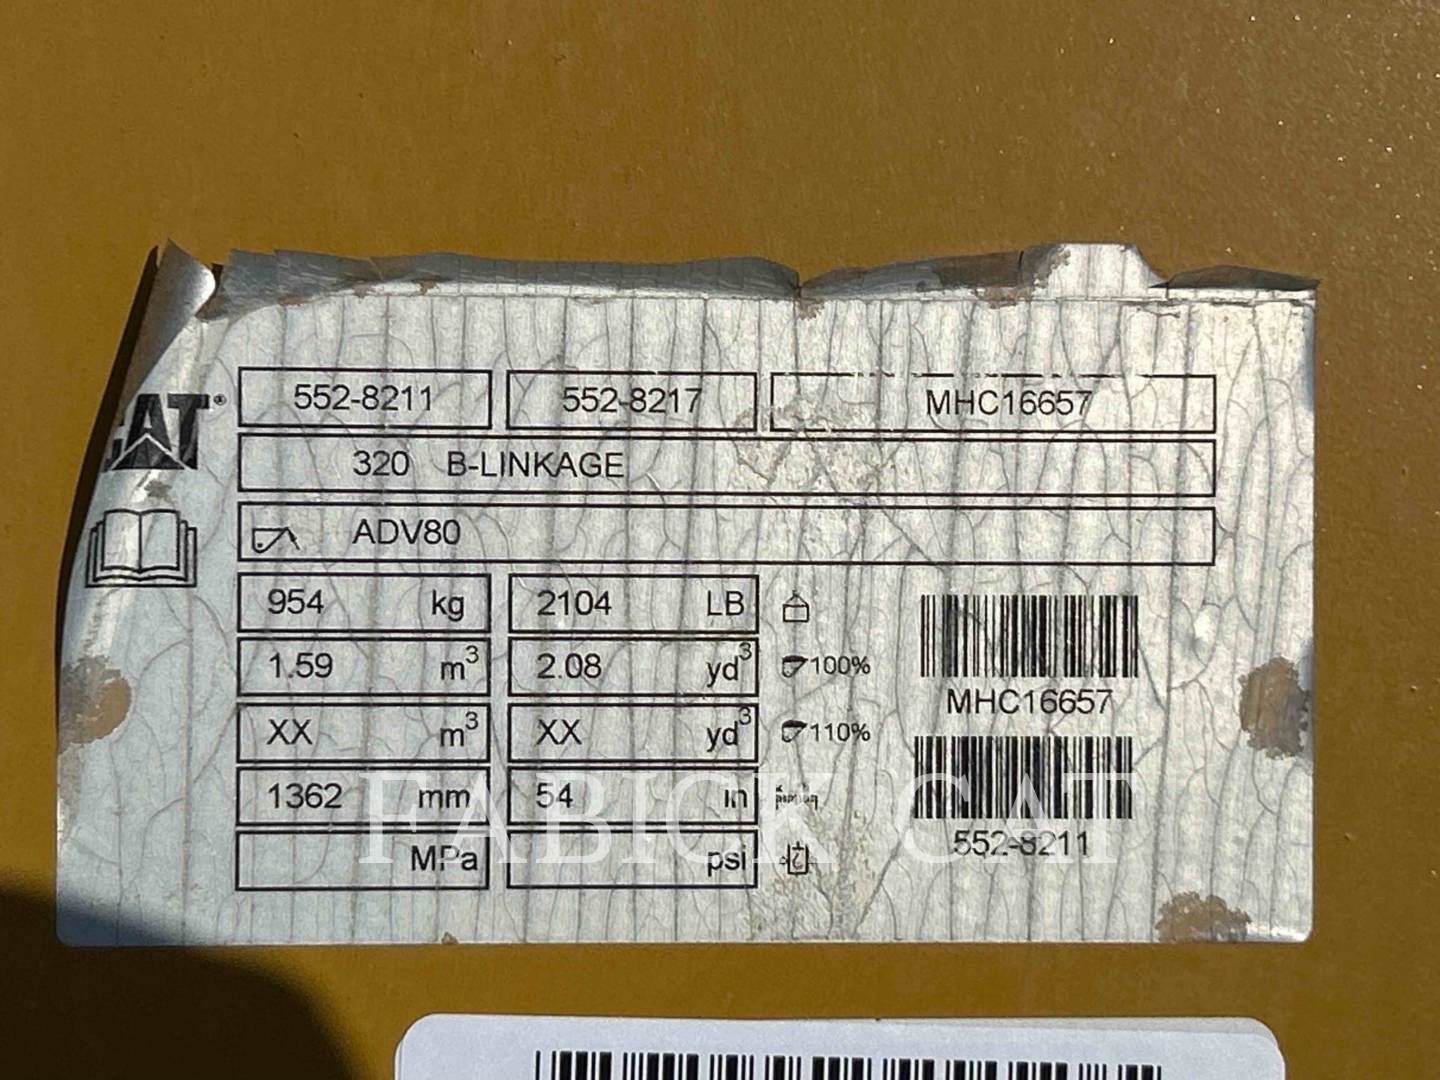 552-8211 552-8217 MHC16657
CAT® 320 B-LINKAGE
ADV80
954 kg 2104 LB
1.59 m³ 2.08 yd³ 100%
XX m³ XX yd³ 110%
1362 mm 54 in
MPa psi
MHC16657
552-8211
FABICK CAT